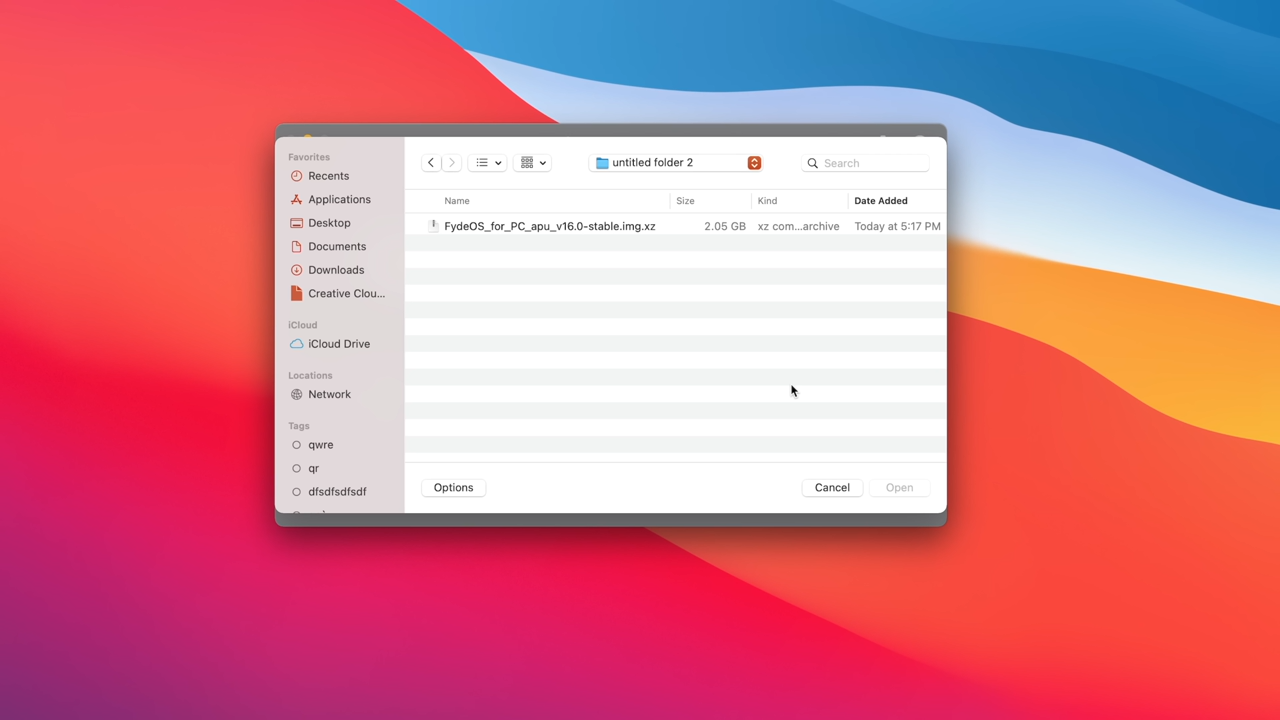 Favorites
Recents
Applications
Desktop
Documents
Downloads
Creative Clou...
iCloud
iCloud Drive
Locations
Network
Tags
qwre
qr
dfsdfsdfsdf
untitled folder 2
Search
Name Size Kind Date Added
FydeOS_for_PC_apu_v16.0-stable.img.xz 2.05 GB xz com...archive Today at 5:17 PM
Options Cancel Open